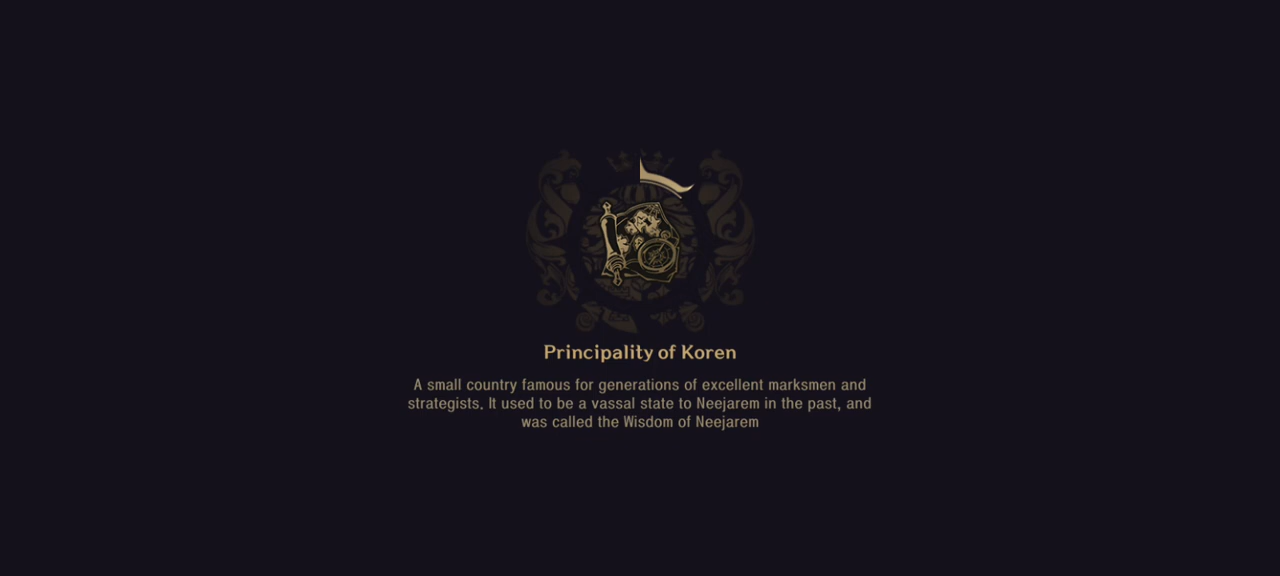 Principality of Koren
A small country famous for generations of excellent marksmen and
strategists. It used to be a vassal state to Neejarem in the past, and
was called the Wisdom of Neejarem